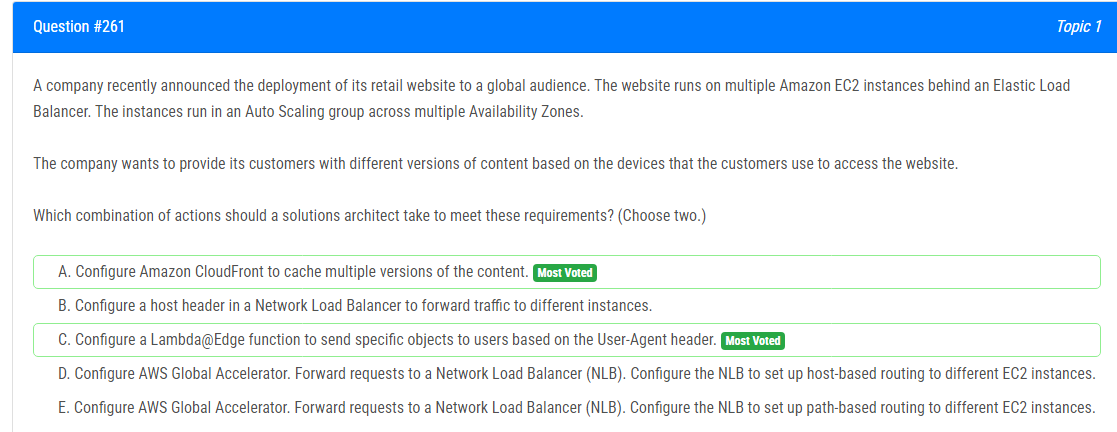 Question #261
Topic 1
A company recently announced the deployment of its retail website to a global audience. The website runs on multiple Amazon EC2 instances behind an Elastic Load
Balancer. The instances run in an Auto Scaling group across multiple Availability Zones.
The company wants to provide its customers with different versions of content based on the devices that the customers use to access the website.
Which combination of actions should a solutions architect take to meet these requirements? (Choose two.)
A. Configure Amazon CloudFront to cache multiple versions of the content. Most Voted
B. Configure a host header in a Network Load Balancer to forward traffic to different instances.
C. Configure a Lambda@Edge function to send specific objects to users based on the User-Agent header. Most Voted
D. Configure AWS Global Accelerator. Forward requests to a Network Load Balancer (NLB). Configure the NLB to set up host-based routing to different EC2 instances.
E. Configure AWS Global Accelerator. Forward requests to a Network Load Balancer (NLB). Configure the NLB to set up path-based routing to different EC2 instances.